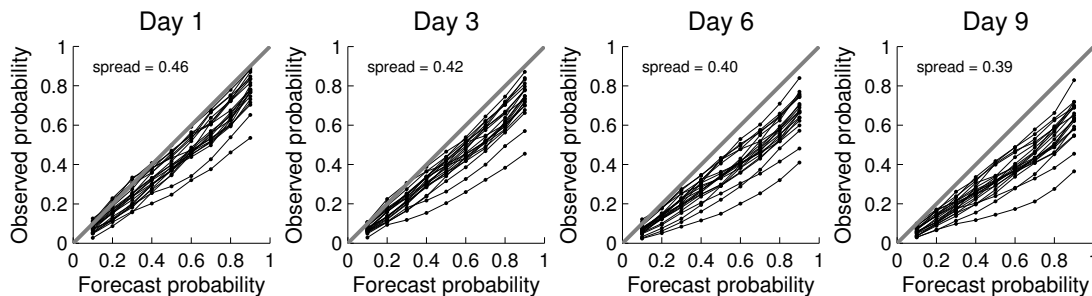 Day 1
Observed probability
1
0.8
0.6
0.4
0.2
0
spread = 0.46
0 0.2 0.4 0.6 0.8 1
Forecast probability
Day 3
Observed probability
1
0.8
0.6
0.4
0.2
0
spread = 0.42
0 0.2 0.4 0.6 0.8 1
Forecast probability
Day 6
Observed probability
1
0.8
0.6
0.4
0.2
0
spread = 0.40
0 0.2 0.4 0.6 0.8 1
Forecast probability
Day 9
Observed probability
1
0.8
0.6
0.4
0.2
0
spread = 0.39
0 0.2 0.4 0.6 0.8 1
Forecast probability